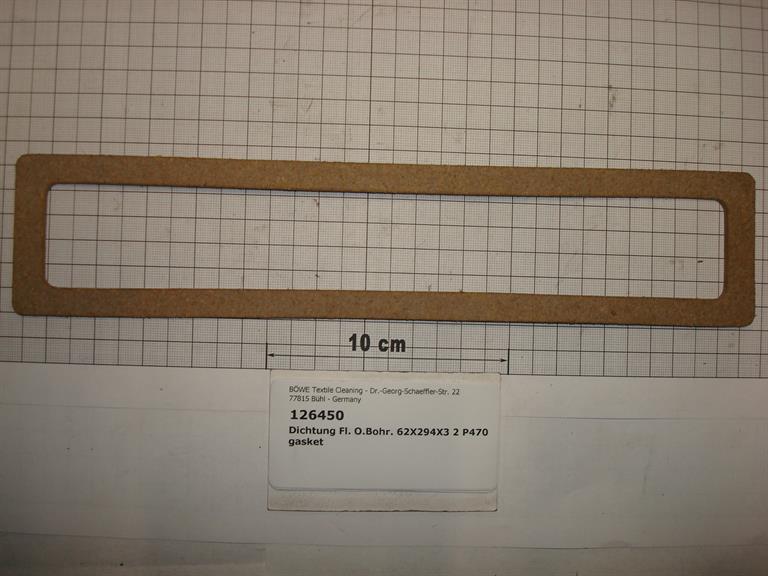 10 cm
BÖWE Textile Cleaning - Dr.-Georg-Schaeffler-Str. 22
77815 Bühl - Germany
126450
Dichtung Fl. O.Bohr. 62X294X3 2 P470
gasket